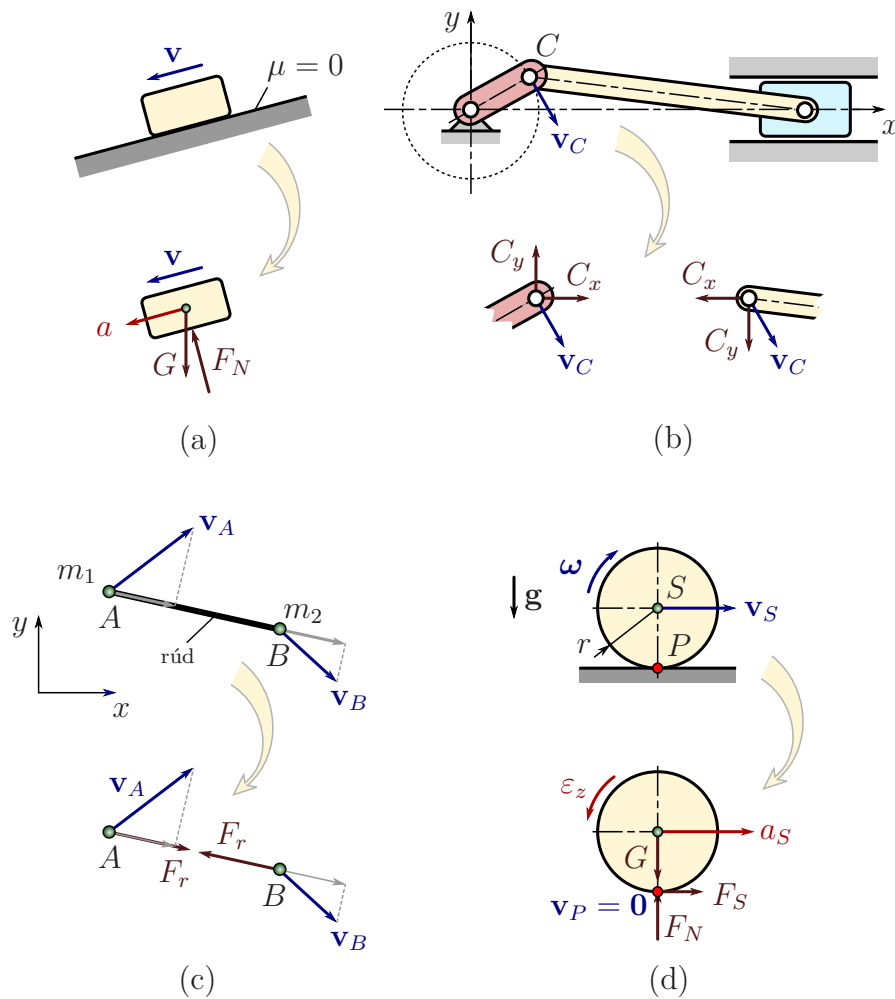 v
μ = 0
v
a
G
F_N
(a)
y
C
v_C
x
C_y
C_x
v_C
C_x
C_y
v_C
(b)
v_A
m_1
A
m_2
B
rúd
v_B
y
x
v_A
A
F_r
F_r
B
v_B
(c)
ω
g
S
v_S
r
P
ε_z
a_S
G
v_P = 0
F_S
F_N
(d)